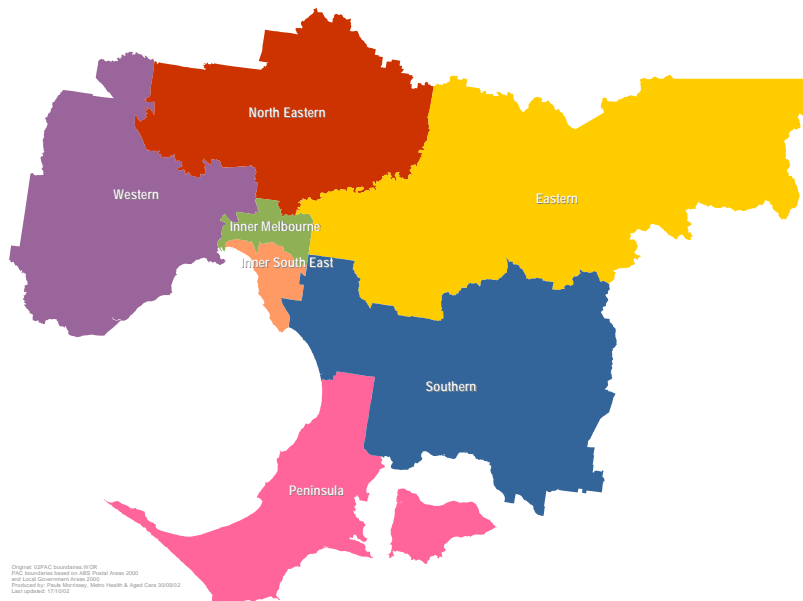 North Eastern
Western
Eastern
Inner Melbourne
Inner South East
Southern
Peninsula
Original: 02PAC boundaries.WOR
PAC boundaries based on ABS Postal Areas 2000
and Local Government Areas 2000
Produced by: Paula Morrissey, Metro Health & Aged Care 30/09/02
Last updated: 17/10/02